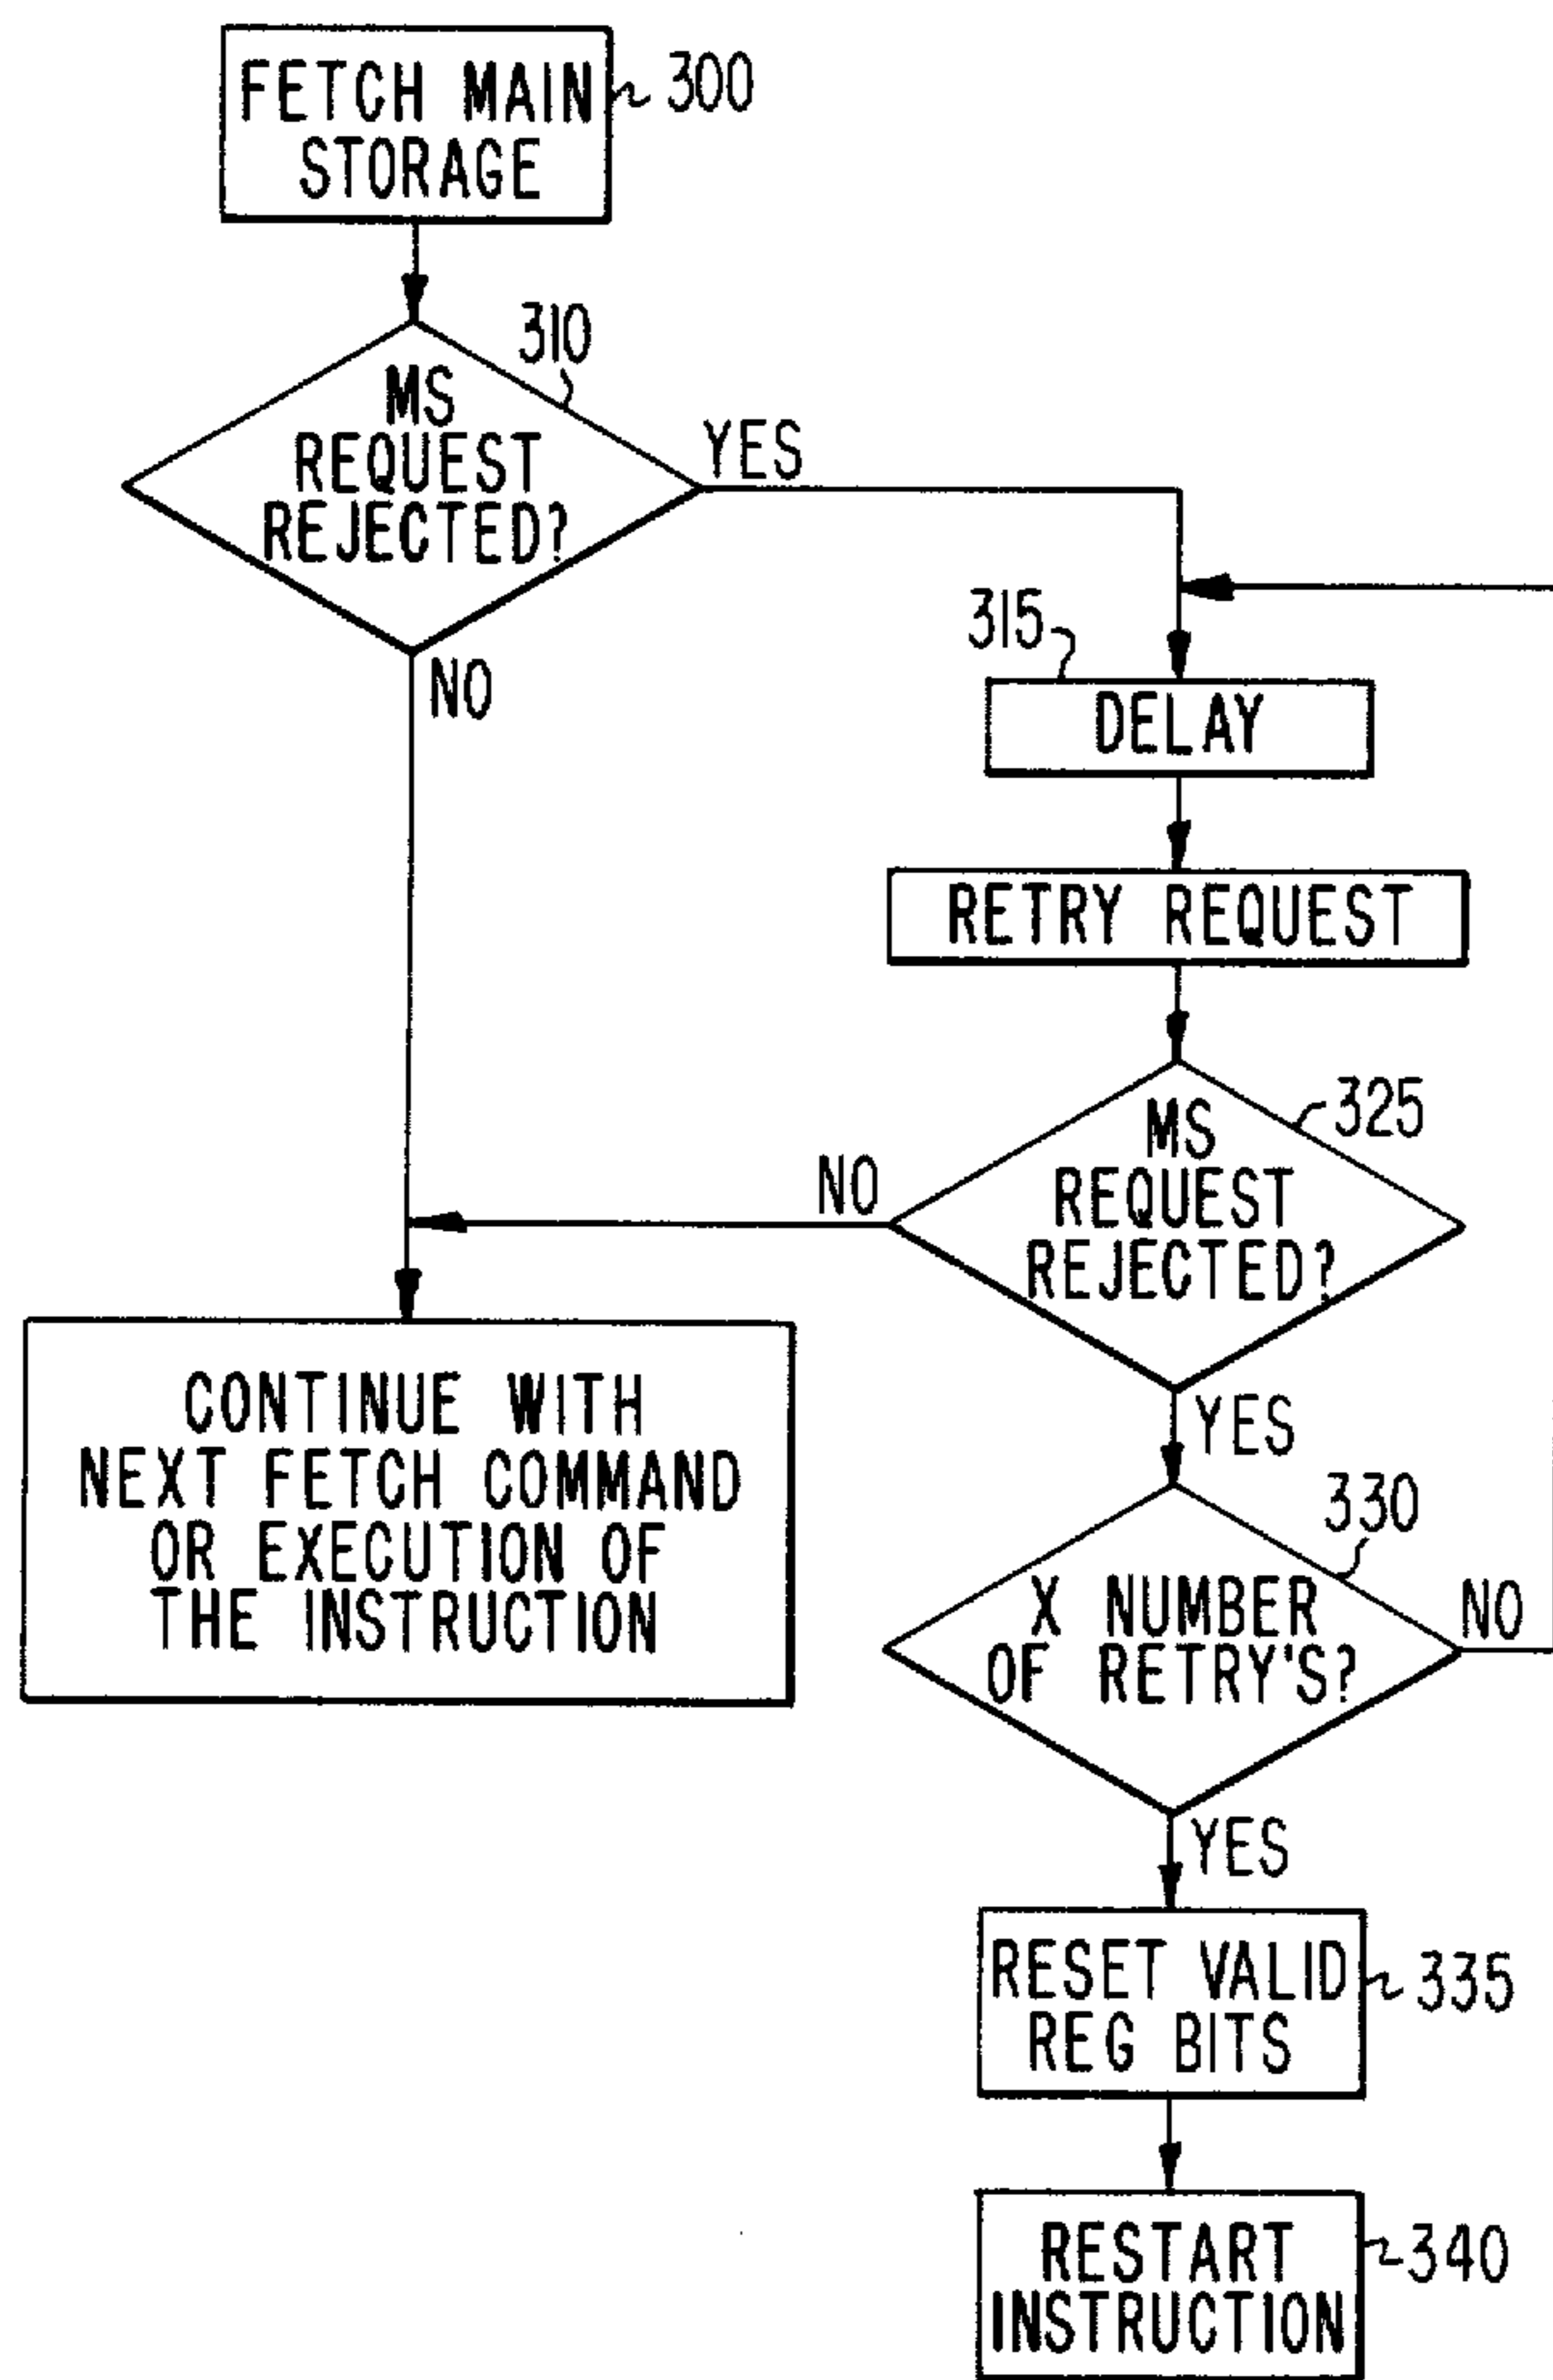 FETCH MAIN
STORAGE
300
310
MS
REQUEST
REJECTED?
YES
NO
315
DELAY
RETRY REQUEST
325
MS
REQUEST
REJECTED?
NO
YES
CONTINUE WITH
NEXT FETCH COMMAND
OR EXECUTION OF
THE INSTRUCTION
330
X NUMBER
OF RETRY'S?
NO
YES
RESET VALID
REG BITS
335
RESTART
INSTRUCTION
340